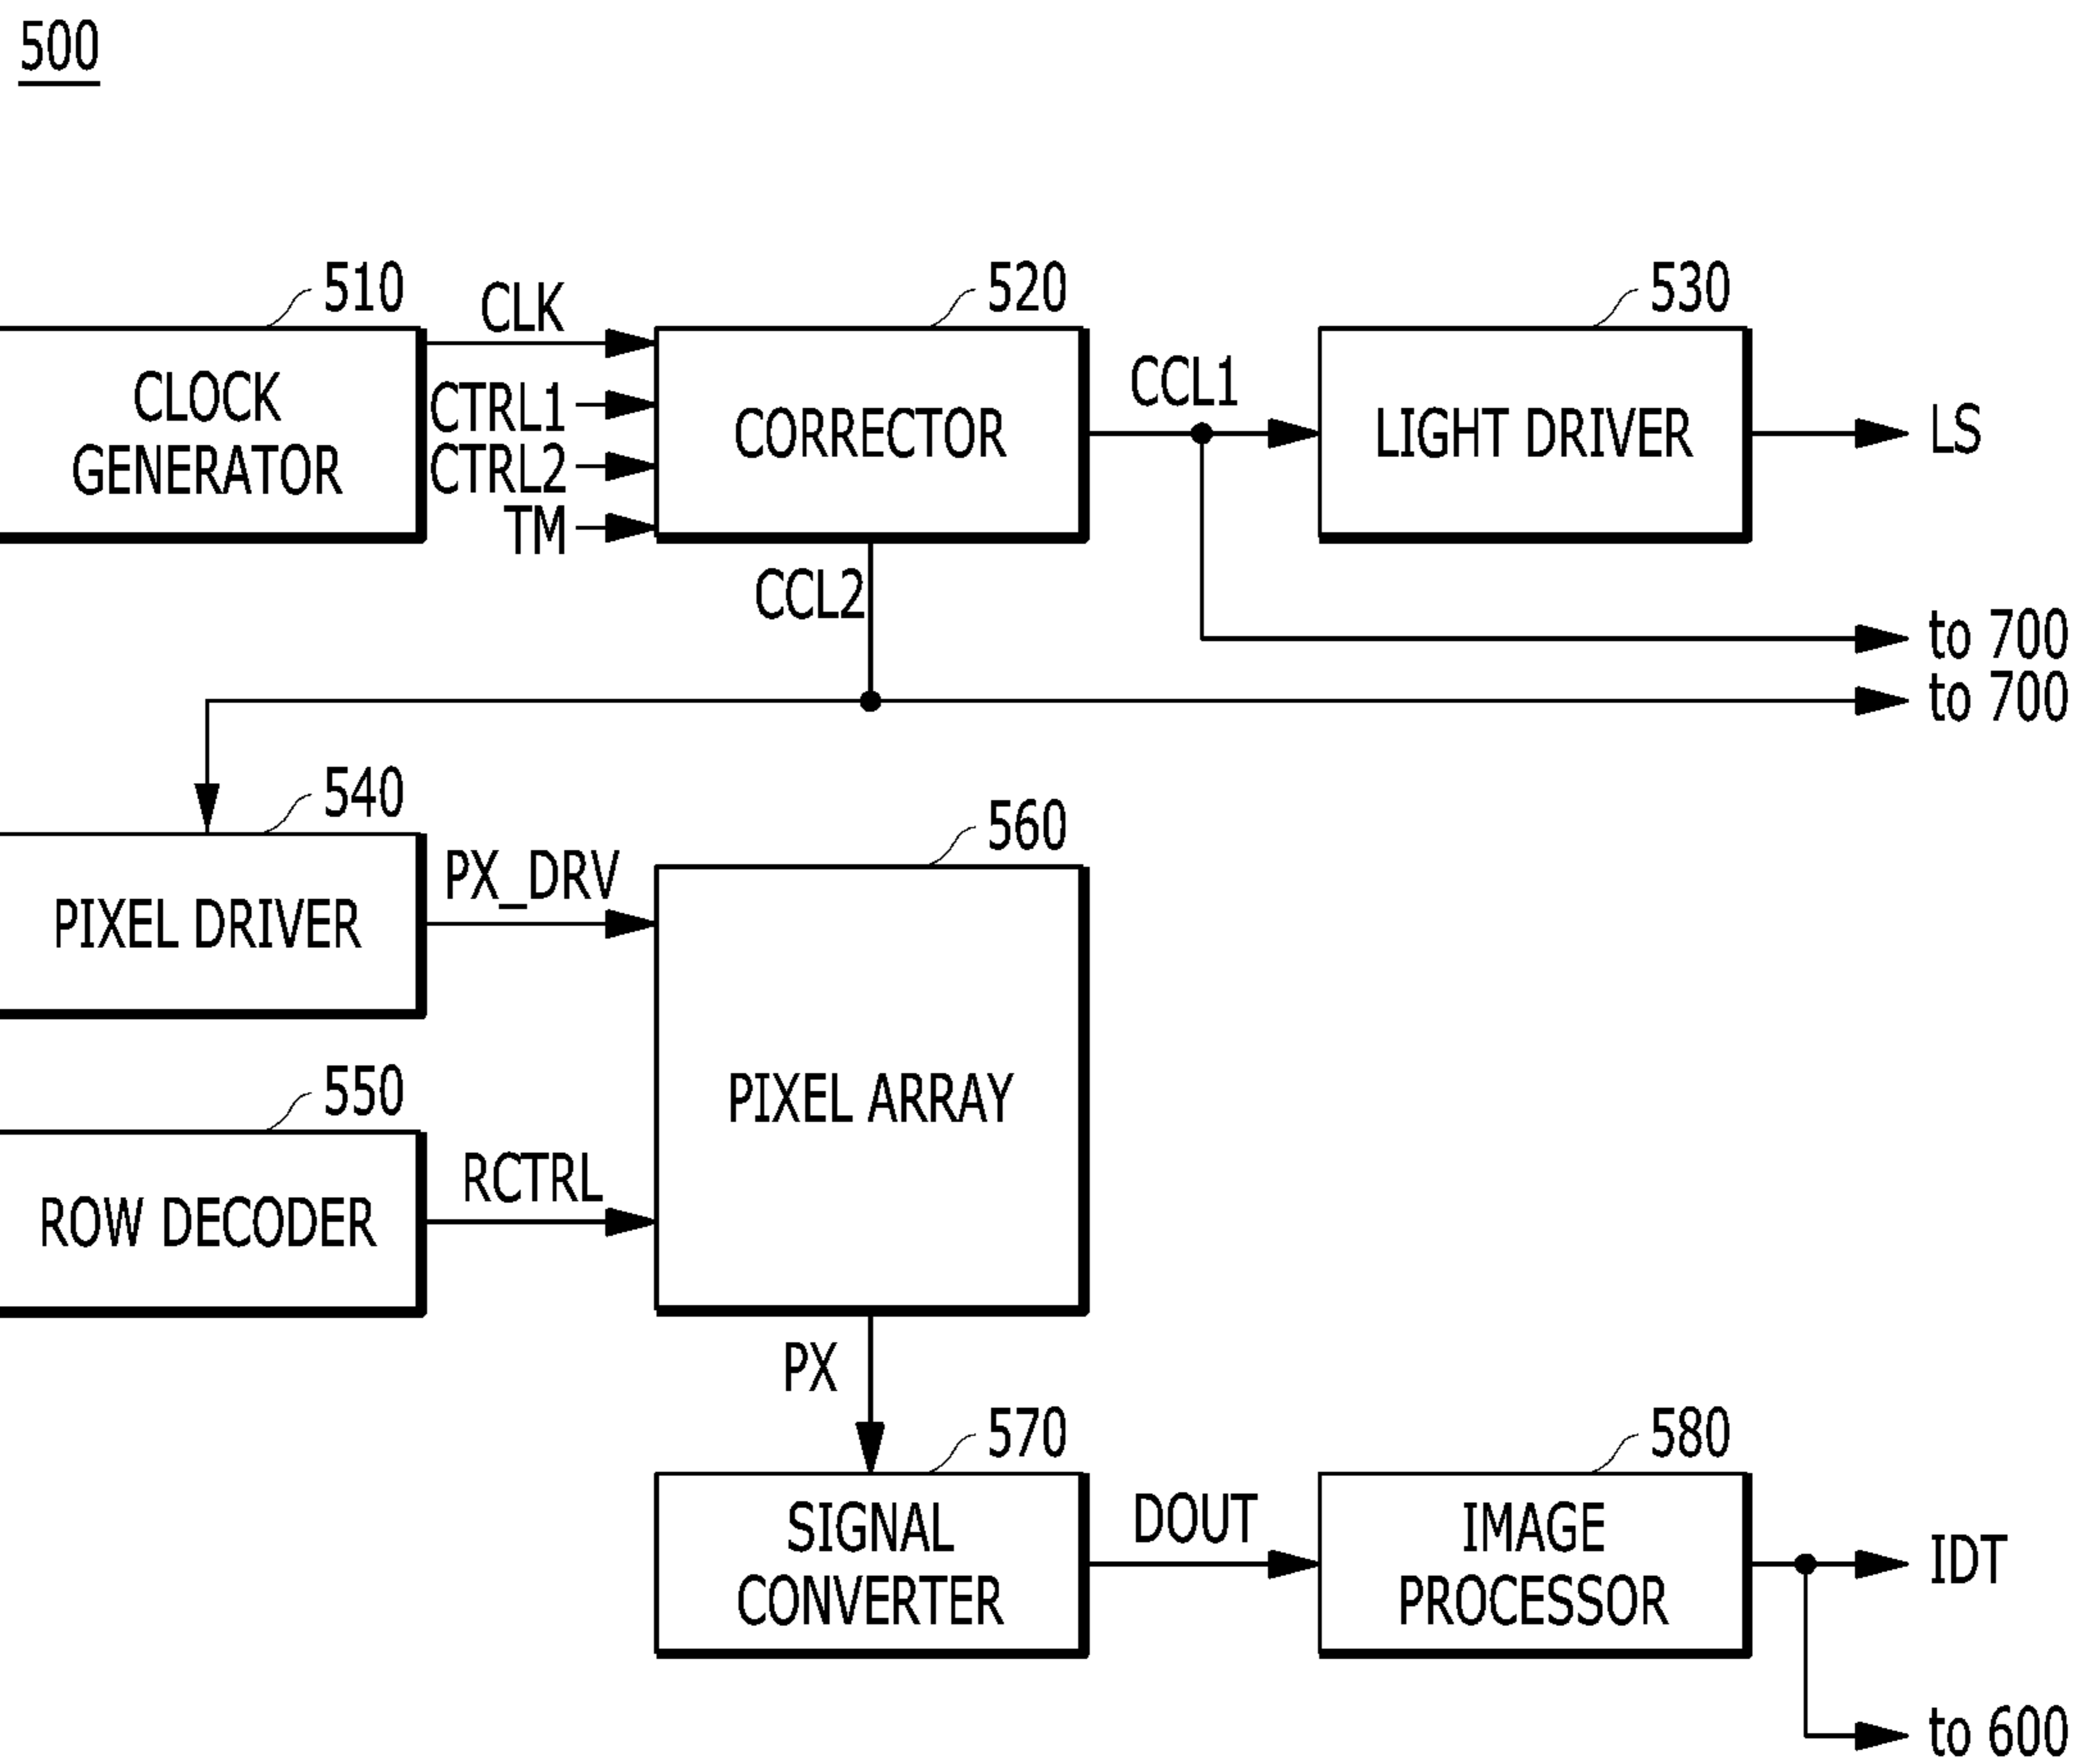 500
510
CLK
520
530
CLOCK
GENERATOR
CTRL1
CTRL2
TM
CORRECTOR
CCL1
LIGHT DRIVER
LS
CCL2
to 700
to 700
540
PIXEL DRIVER
PX_DRV
560
PIXEL ARRAY
550
ROW DECODER
RCTRL
PX
570
SIGNAL
CONVERTER
DOUT
580
IMAGE
PROCESSOR
IDT
to 600